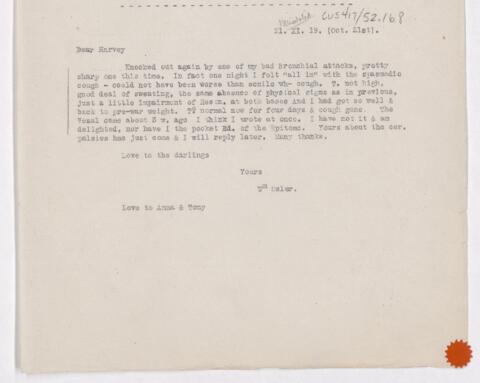 CUS417/52.168
21. XI. 19. (Oct. 21st).
Dear Harvey
Knocked out again by one of my bad Bronchial attacks, pretty
sharp one this time. In fact one night I felt "all in" with the spasmodic
cough - could not have been worse than senile wh- cough. T. not high,
good deal of sweating, the same absence of physical signs as in previous,
just a little impairment of Reson. at both bases and I had got so well &
back to pre-war weight. TV normal now for four days & cough gone. The
Vesal came about 3 w. ago I think I wrote at once. I have not it & am
delighted, nor have I the pocket Ed. of the Epitome. Yours about the cer.
palsies has just come & I will reply later. Many thanks.
Love to the darlings
Yours
Wm Osler.
Love to Anna & Tony